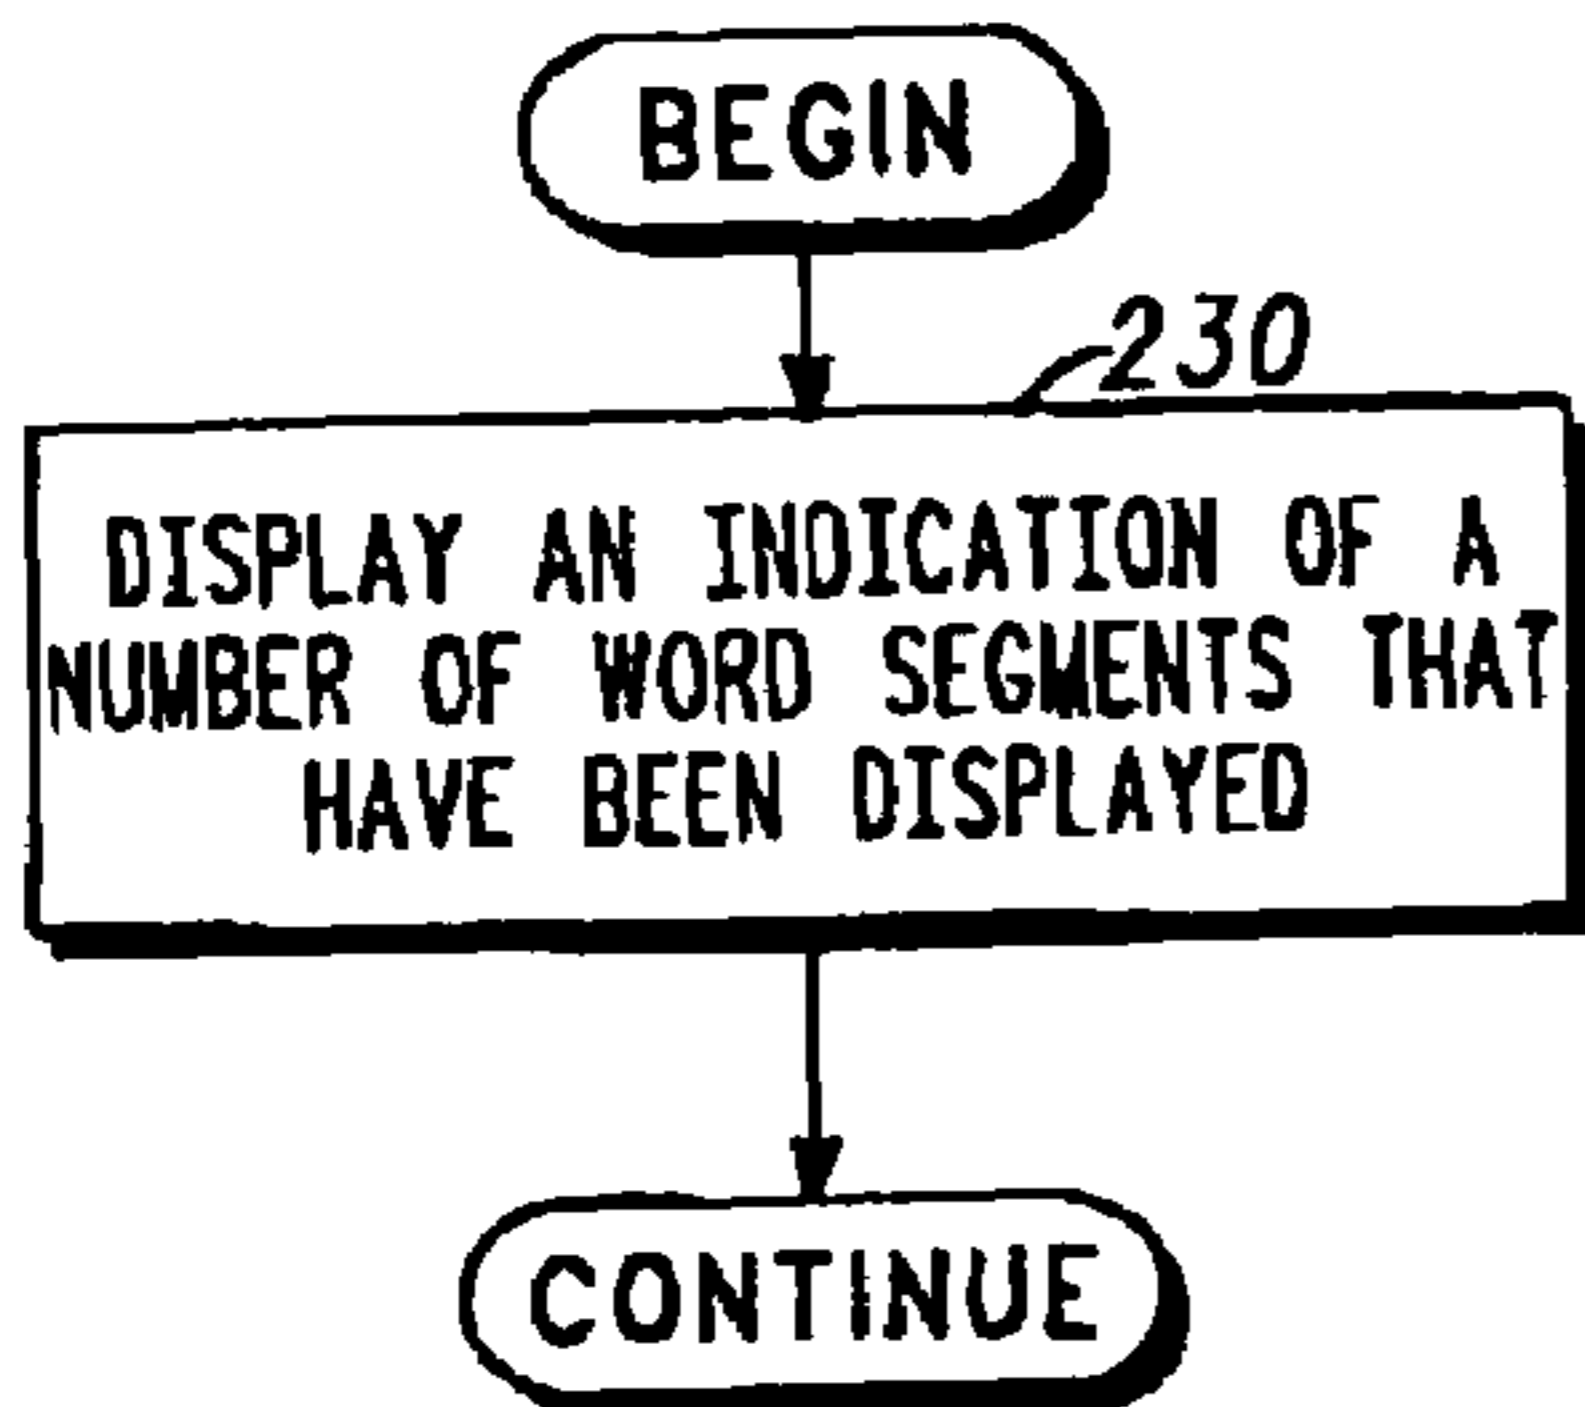 BEGIN
230
DISPLAY AN INDICATION OF A
NUMBER OF WORD SEGMENTS THAT
HAVE BEEN DISPLAYED
CONTINUE